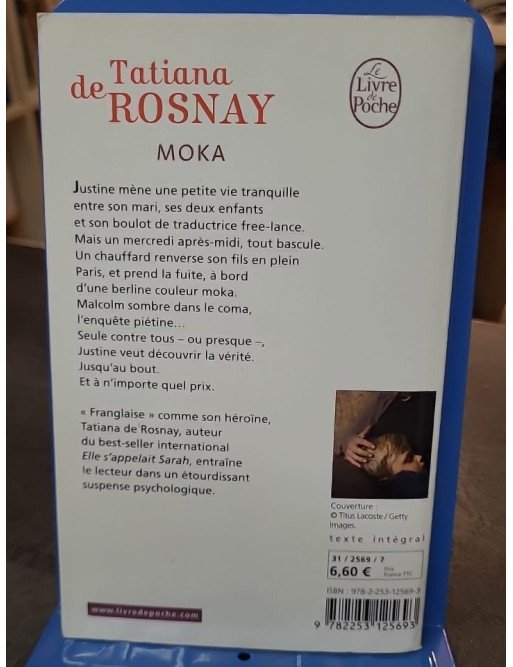 Tatiana
de ROSNAY
Le
Livre
de
Poche
MOKA
Justine mène une petite vie tranquille
entre son mari, ses deux enfants
et son boulot de traductrice free-lance.
Mais un mercredi après-midi, tout bascule.
Un chauffard renverse son fils en plein
Paris, et prend la fuite, à bord
d'une berline couleur moka.
Malcolm sombre dans le coma,
l'enquête piétine...
Seule contre tous – ou presque –,
Justine veut découvrir la vérité.
Jusqu'au bout.
Et à n'importe quel prix.
« Franglaise » comme son héroïne,
Tatiana de Rosnay, auteur
du best-seller international
Elle s'appelait Sarah, entraîne
le lecteur dans un étourdissant
suspense psychologique.
Couverture :
© Titus Lacoste / Getty
Images.
texte intégral
31 / 2569 / 7
6,60 € Prix
France TTC
ISBN : 978-2-253-12569-3
9 782253 125693
www.livredepoche.com